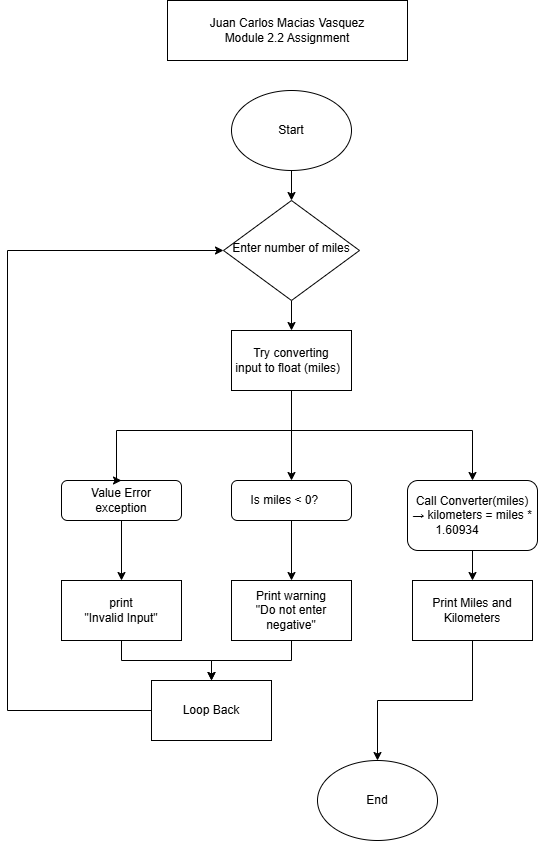 Juan Carlos Macias Vasquez
Module 2.2 Assignment
Start
Enter number of miles
Try converting
input to float (miles)
Value Error
exception
Is miles < 0?
Call Converter(miles)
→ kilometers = miles *
1.60934
print
"Invalid Input"
Print warning
"Do not enter
negative"
Print Miles and
Kilometers
Loop Back
End